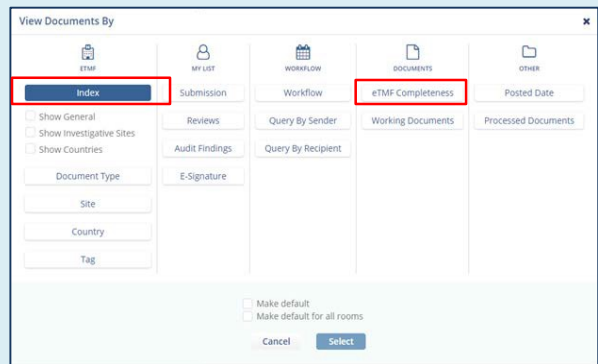 View Documents By
ETMF
MY LIST
WORKFLOW
DOCUMENTS
OTHER
Index
Submission
Workflow
eTMF Completeness
Posted Date
Show General
Show Investigative Sites
Show Countries
Reviews
Query By Sender
Working Documents
Processed Documents
Audit Findings
Query By Recipient
Document Type
E-Signature
Site
Country
Tag
Make default
Make default for all rooms
Cancel
Select